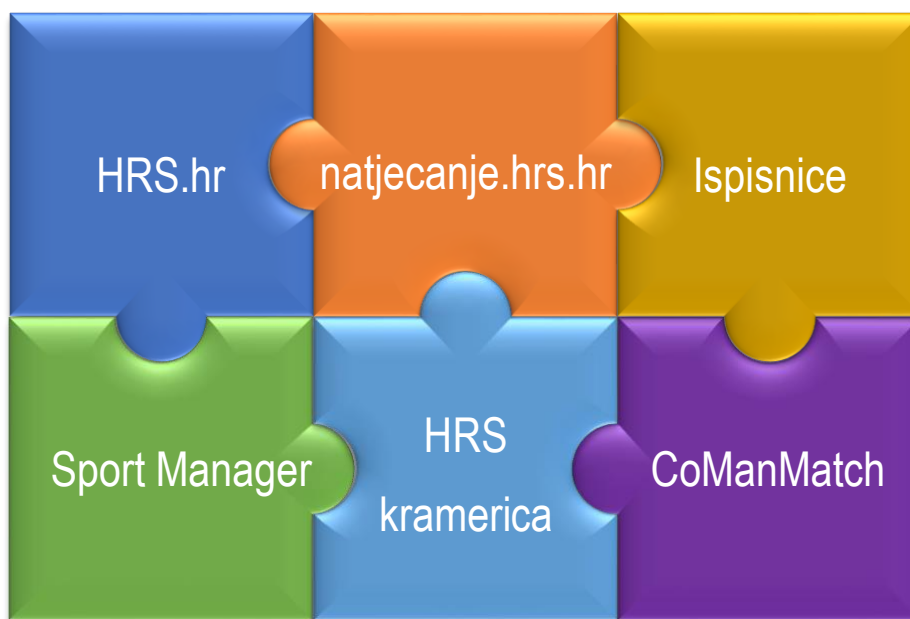 HRS.hr
natjecanje.hrs.hr
Ispisnice
Sport Manager
HRS
kramerica
CoManMatch